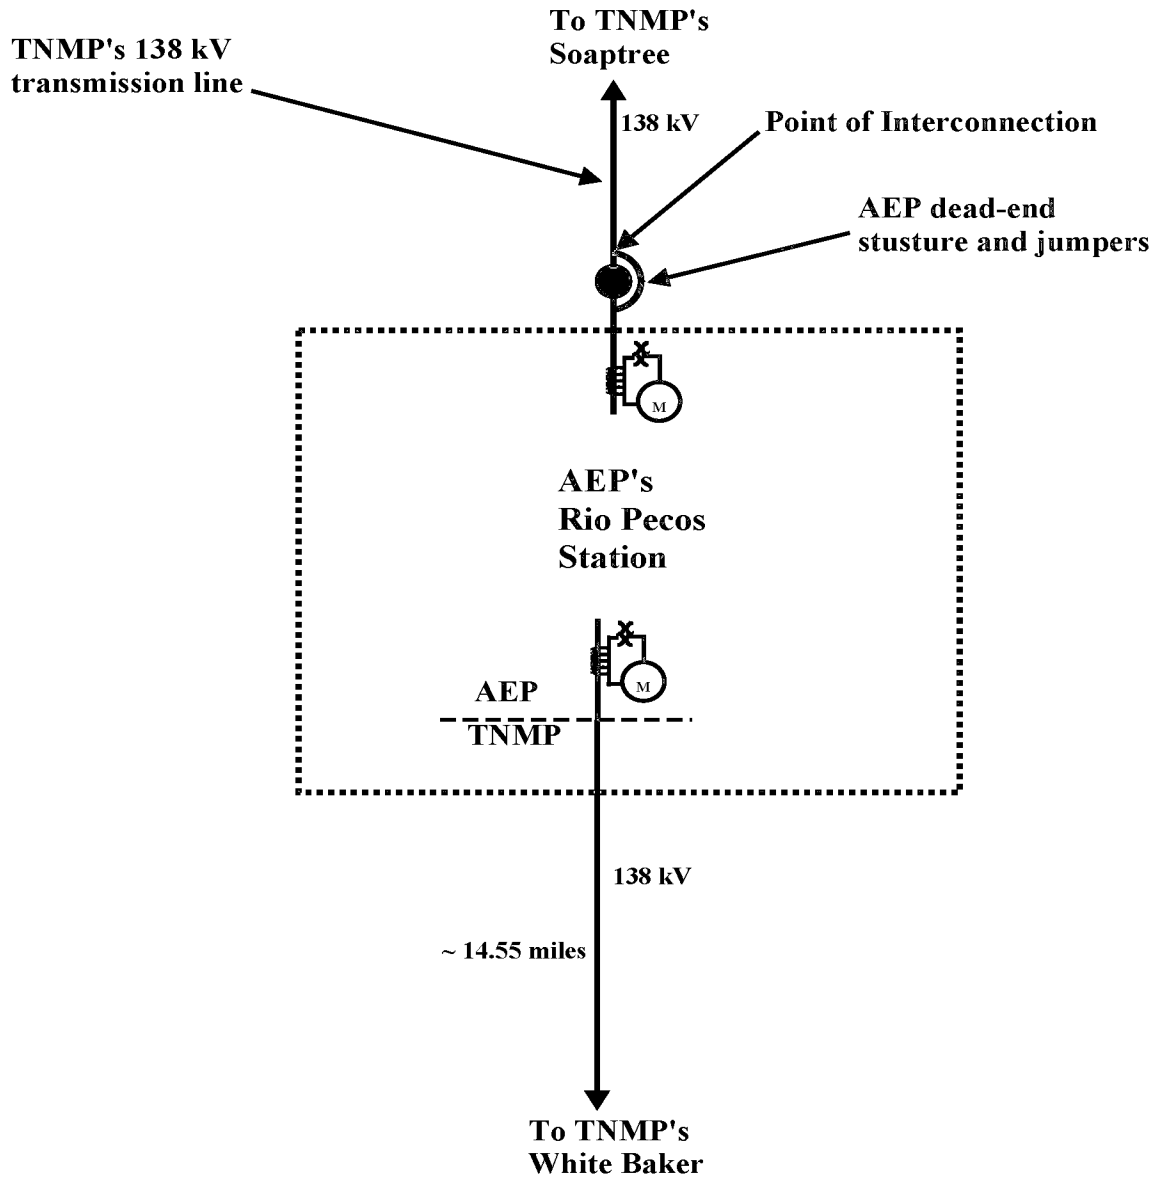 To TNMP's
Soaptree
TNMP's 138 kV
transmission line
138 kV
Point of Interconnection
AEP dead-end
stusture and jumpers
M
AEP's
Rio Pecos
Station
M
AEP
TNMP
138 kV
~ 14.55 miles
To TNMP's
White Baker